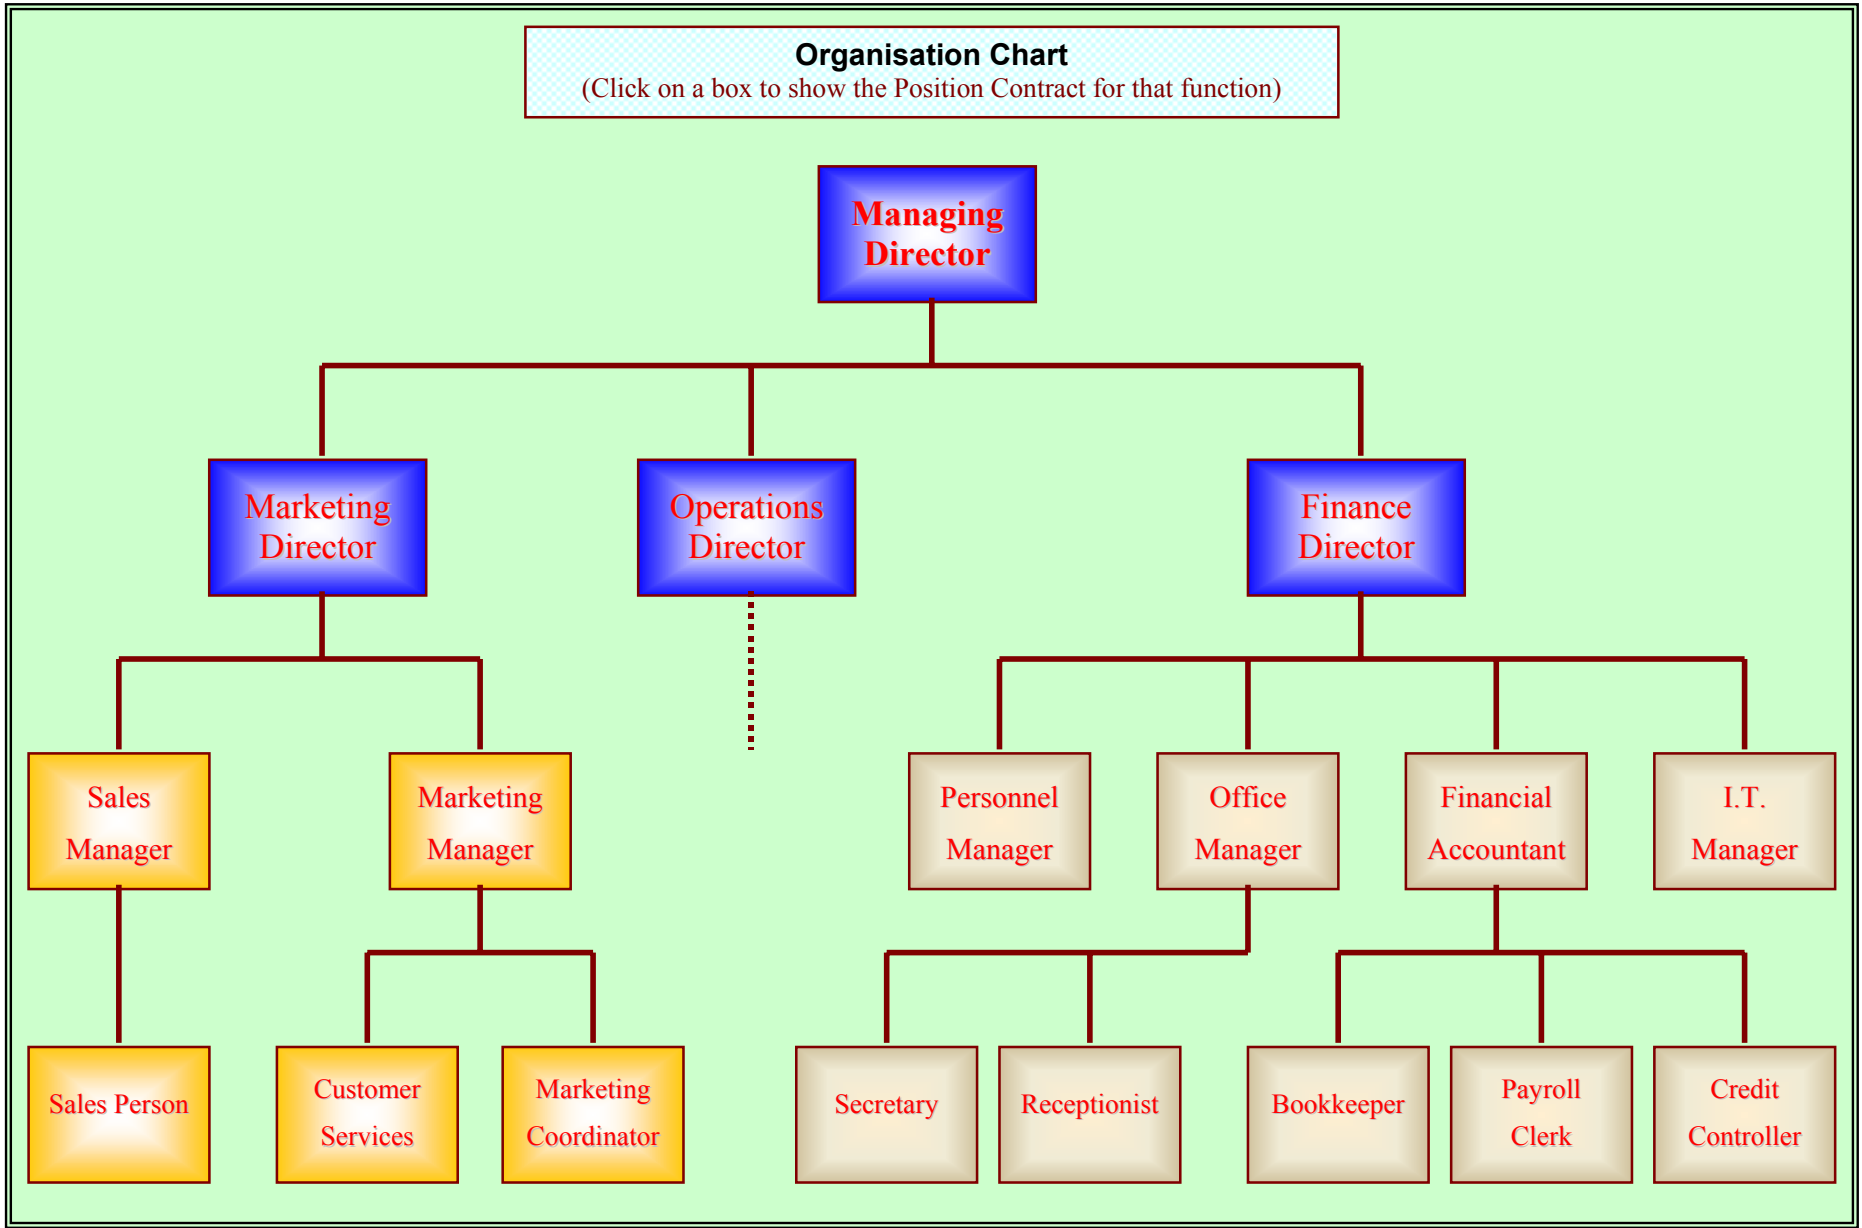 Organisation Chart
(Click on a box to show the Position Contract for that function)
Managing
Director
Marketing
Director
Operations
Director
Finance
Director
Sales
Manager
Marketing
Manager
Personnel
Manager
Office
Manager
Financial
Accountant
I.T.
Manager
Sales Person
Customer
Services
Marketing
Coordinator
Secretary
Receptionist
Bookkeeper
Payroll
Clerk
Credit
Controller